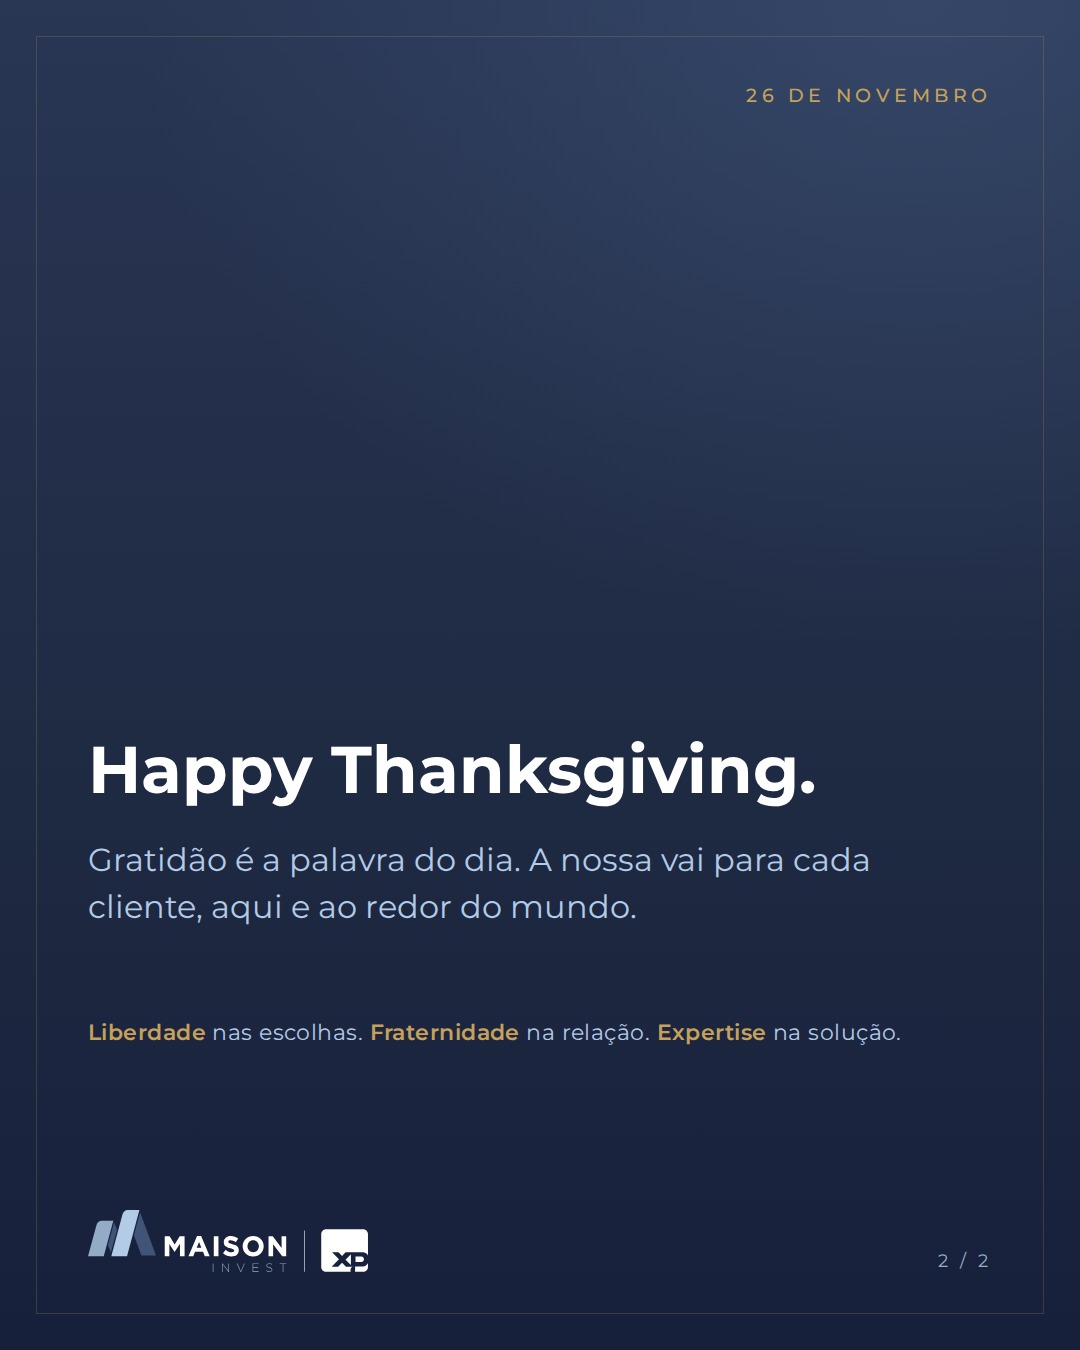 26 DE NOVEMBRO
Happy Thanksgiving.
Gratidão é a palavra do dia. A nossa vai para cada
cliente, aqui e ao redor do mundo.
Liberdade nas escolhas. Fraternidade na relação. Expertise na solução.
MAISON
INVEST
xp
2 / 2